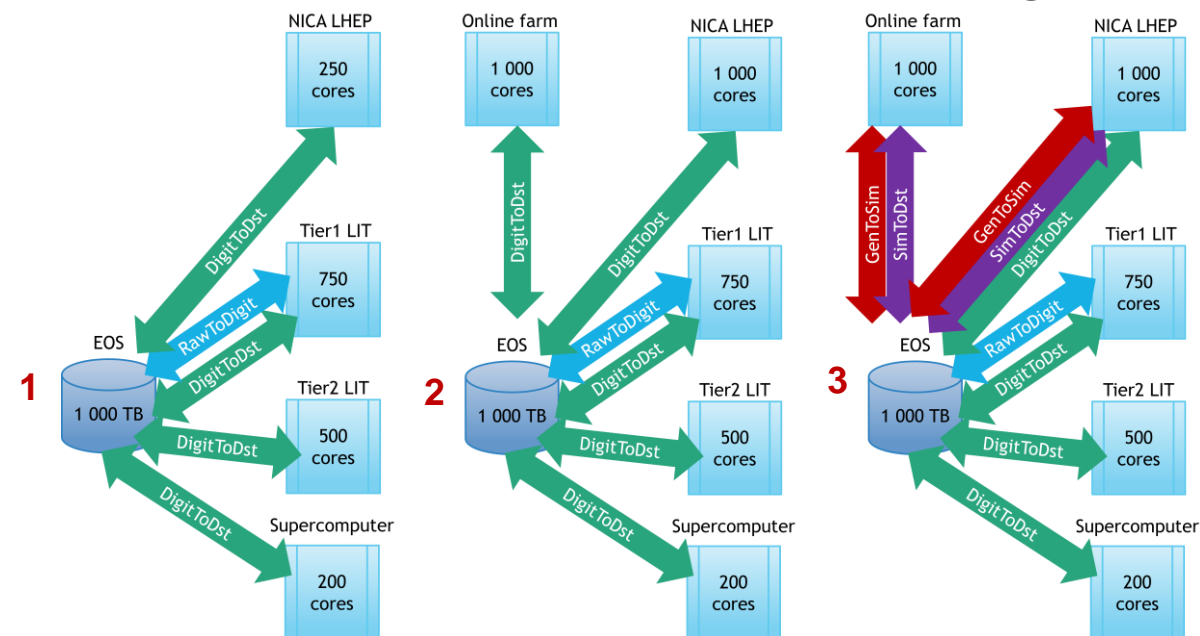 NICA LHEP
250
cores
DigitToDst
Tier1 LIT
750
cores
RawToDigit
DigitToDst
EOS
1
1 000 TB
Tier2 LIT
500
cores
DigitToDst
DigitToDst
Supercomputer
200
cores
Online farm
1 000
cores
NICA LHEP
1 000
cores
DigitToDst
DigitToDst
Tier1 LIT
750
cores
RawToDigit
DigitToDst
EOS
2
1 000 TB
Tier2 LIT
500
cores
DigitToDst
DigitToDst
Supercomputer
200
cores
Online farm
1 000
cores
NICA LHEP
1 000
cores
GenToSim
SimToDst
GenToSim
SimToDst
DigitToDst
Tier1 LIT
750
cores
RawToDigit
DigitToDst
EOS
3
1 000 TB
Tier2 LIT
500
cores
DigitToDst
DigitToDst
Supercomputer
200
cores